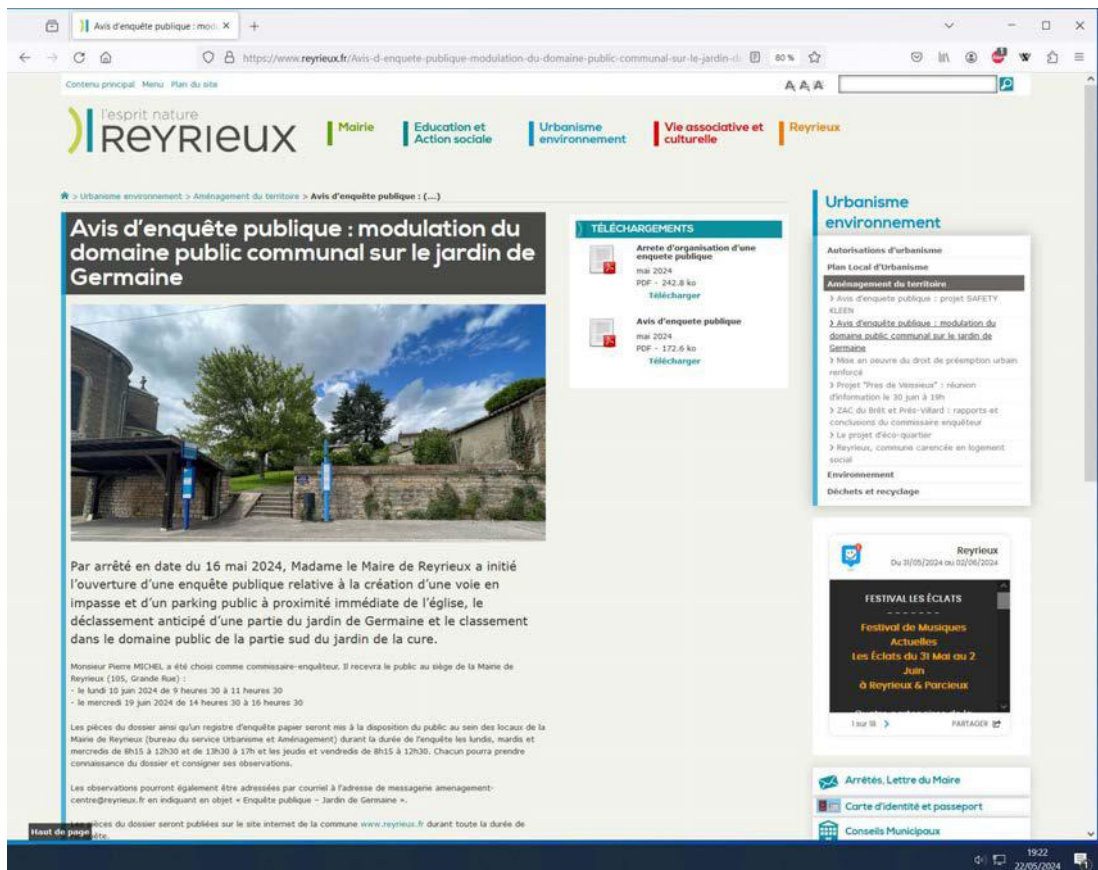 Avis d'enquête publique : modu
https://www.reyrieux.fr/Avis-d-enquete-publique-modulation-du-domaine-public-communal-sur-le-jardin-d
80 %
Contenu principal Menu Plan du site
A A A
l'esprit nature
REYRIEUX
Mairie
Education et
Action sociale
Urbanisme
environnement
Vie associative et
culturelle
Reyrieux
> Urbanisme environnement > Aménagement du territoire > Avis d'enquête publique : (...)
Avis d'enquête publique : modulation du
domaine public communal sur le jardin de
Germaine
Par arrêté en date du 16 mai 2024, Madame le Maire de Reyrieux a initié
l'ouverture d'une enquête publique relative à la création d'une voie en
impasse et d'un parking public à proximité immédiate de l'église, le
déclassement anticipé d'une partie du jardin de Germaine et le classement
dans le domaine public de la partie sud du jardin de la cure.
Monsieur Pierre MICHEL a été choisi comme commissaire-enquêteur. Il recevra le public au siège de la Mairie de
Reyrieux (105, Grande Rue) :
- le lundi 10 juin 2024 de 9 heures 30 à 11 heures 30
- le mercredi 19 juin 2024 de 14 heures 30 à 16 heures 30
Les pièces du dossier ainsi qu'un registre d'enquête papier seront mis à la disposition du public au sein des locaux de la
Mairie de Reyrieux (bureau du service Urbanisme et Aménagement) durant la durée de l'enquête les lundis, mardis et
mercredis de 8h15 à 12h30 et de 13h30 à 17h et les jeudis et vendredis de 8h15 à 12h30. Chacun pourra prendre
connaissance du dossier et consigner ses observations.
Les observations pourront également être adressées par courriel à l'adresse de messagerie amenagement-
centre@reyrieux.fr en indiquant en objet « Enquête publique – Jardin de Germaine ».
pièces du dossier seront publiées sur le site internet de la commune www.reyrieux.fr durant toute la durée de
Haut de page
TÉLÉCHARGEMENTS
Arrete d'organisation d'une
enquete publique
mai 2024
PDF - 242.8 ko
Télécharger
Avis d'enquete publique
mai 2024
PDF - 172.6 ko
Télécharger
Urbanisme
environnement
Autorisations d'urbanisme
Plan Local d'Urbanisme
Aménagement du territoire
> Avis d'enquete publique : projet SAFETY
KLEEN
> Avis d'enquête publique : modulation du
domaine public communal sur le jardin de
Germaine
> Mise en oeuvre du droit de préemption urbain
renforcé
> Projet "Pres de Vensieux" : réunion
d'information le 30 juin à 19h
> ZAC du Brêt et Prés-Villard : rapports et
conclusions du commissaire enquêteur
> Le projet d'éco-quartier
> Reyrieux, commune carencée en logement
social
Environnement
Déchets et recyclage
Reyrieux
Du 31/05/2024 au 02/06/2024
FESTIVAL LES ÉCLATS
- - - - - - -
Festival de Musiques
Actuelles
Les Éclats du 31 Mai au 2
Juin
à Reyrieux & Parcieux
1 sur 18 > PARTAGER
Arrêtés, Lettre du Maire
Carte d'identité et passeport
Conseils Municipaux
19:22
22/05/2024